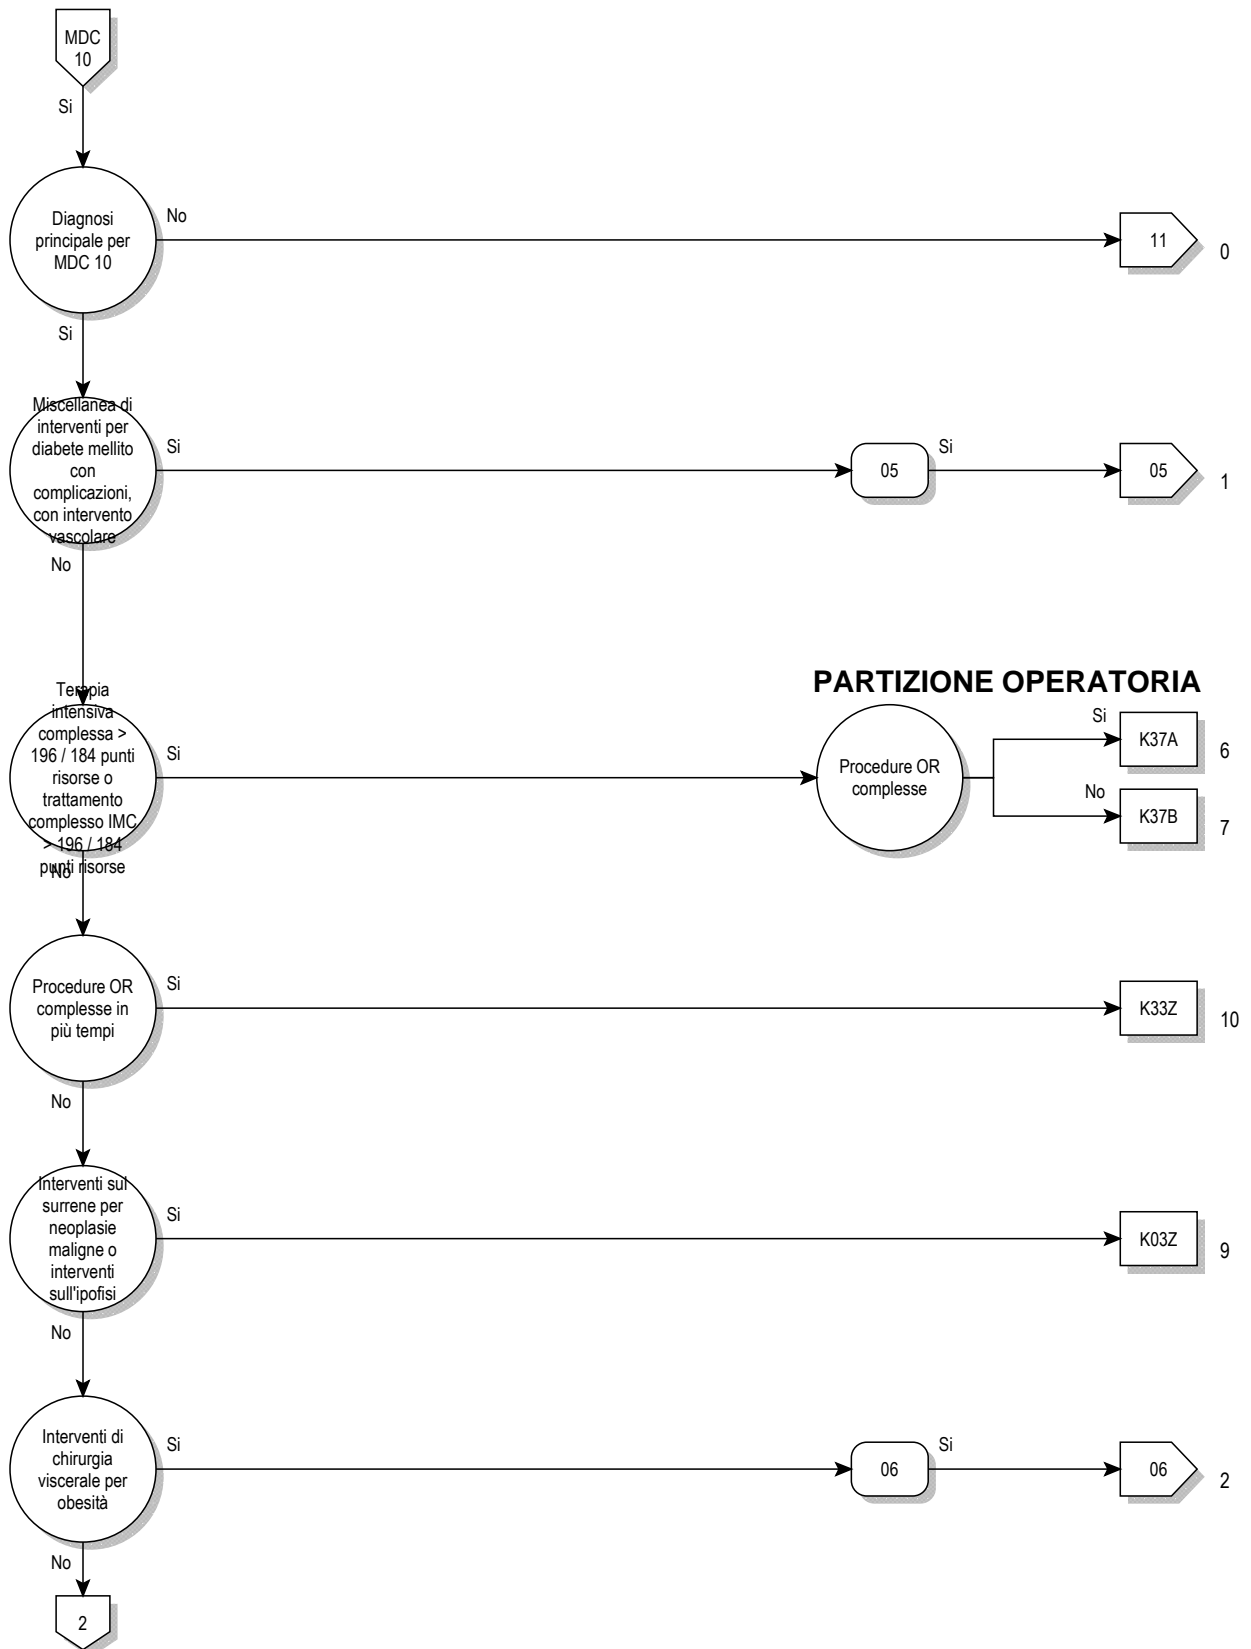 MDC
10
Si
Diagnosi
principale per
MDC 10
No
11
0
Si
Miscellanea di
interventi per
diabete mellito
con
complicazioni,
con intervento
vascolare
Si
05
Si
05
1
No
PARTIZIONE OPERATORIA
Terapia
intensiva
complessa >
196 / 184 punti
risorse o
trattamento
complesso IMC
> 196 / 184
punti risorse
Si
Procedure OR
complesse
Si
K37A
6
No
K37B
7
No
Procedure OR
complesse in
più tempi
Si
K33Z
10
No
Interventi sul
surrene per
neoplasie
maligne o
interventi
sull'ipofisi
Si
K03Z
9
No
Interventi di
chirurgia
viscerale per
obesità
Si
06
Si
06
2
No
2